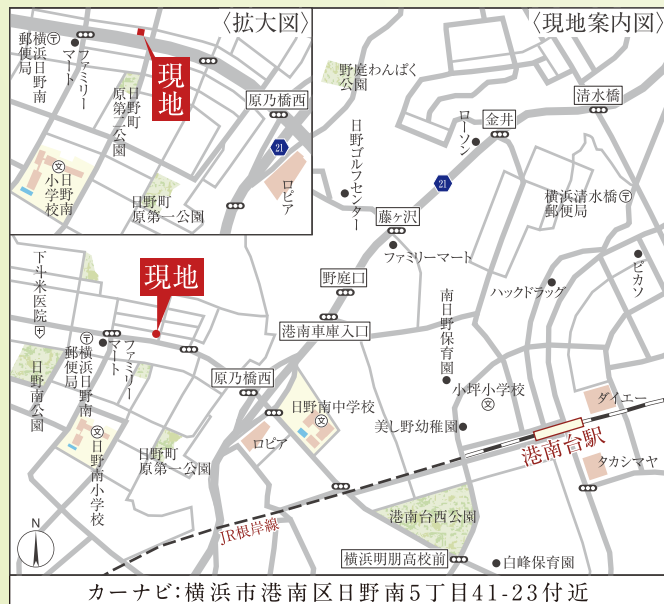 〈拡大図〉
横浜日野南
郵便局
ファミリー
マート
現地
日野町
原第二公園
原乃橋西
21
ロピア
日野南
小学校
文
日野町
原第一公園
〈現地案内図〉
野庭わんぱく
公園
清水橋
金井
ローソン
日野ゴルフセンター
21
横浜清水橋
郵便局
藤ヶ沢
ファミリーマート
ピカソ
野庭口
ハックドラッグ
港南車庫入口
南日野保育園
下斗米医院
現地
横浜日野南
郵便局
ファミリー
マート
原乃橋西
日野南公園
日野南中学校
文
小坪小学校
文
ダイエー
美し野幼稚園
港南台駅
ロピア
文
日野南小学校
日野町
原第一公園
タカシマヤ
港南台西公園
JR根岸線
N
横浜明朋高校前
白峰保育園
カーナビ:横浜市港南区日野南5丁目41-23付近